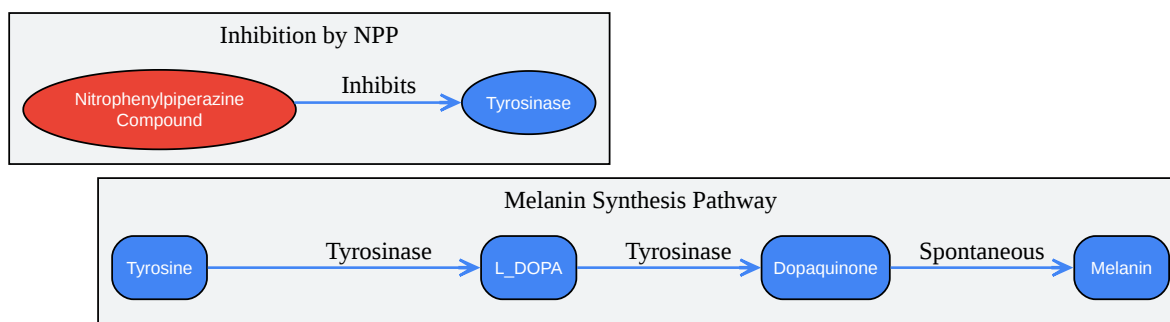 Inhibition by NPP
Nitrophenylpiperazine
Compound
Inhibits
Tyrosinase
Melanin Synthesis Pathway
Tyrosine
Tyrosinase
L_DOPA
Tyrosinase
Dopaquinone
Spontaneous
Melanin